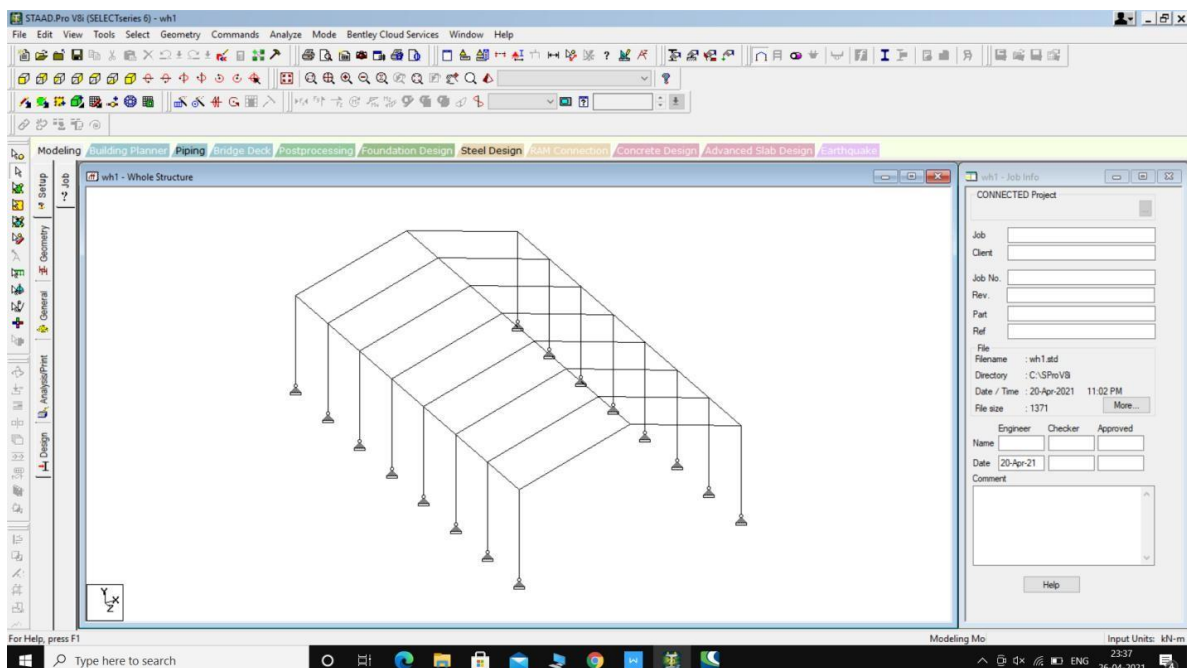 STAAD.Pro V8i (SELECTseries 6) - wh1
File Edit View Tools Select Geometry Commands Analyze Mode Bentley Cloud Services Window Help
Modeling Building Planner Piping Bridge Deck Postprocessing Foundation Design Steel Design RAM Connection Concrete Design Advanced Slab Design Earthquake
Setup
Geometry
General
Analysis/Print
Design
Job
wh1 - Whole Structure
Y
X
Z
wh1 - Job Info
CONNECTED Project
...
Job
Client
Job No.
Rev.
Part
Ref
File
Filename : wh1.std
Directory : C:\SProV8i
Date / Time : 20-Apr-2021 11:02 PM
File size : 1371 More...
Engineer Checker Approved
Name
Date 20-Apr-21
Comment
Help
For Help, press F1 Modeling Mo Input Units: kN-m
Type here to search
ENG
23:37
26-04-2021